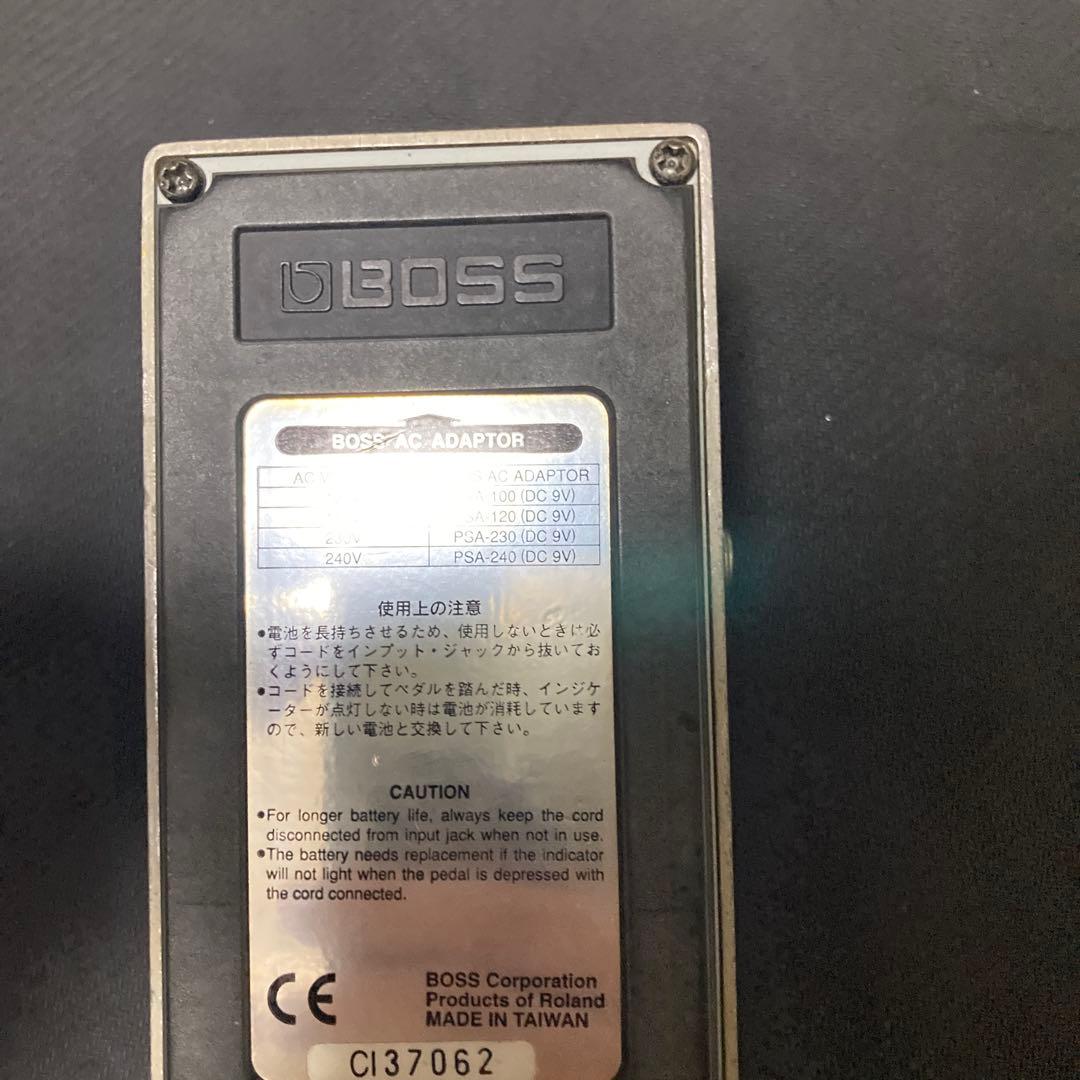 BOSS
BOSS AC ADAPTOR
AC ADAPTOR
100 (DC 9V)
120 (DC 9V)
230V PSA-230 (DC 9V)
240V PSA-240 (DC 9V)
使用上の注意
●電池を長持ちさせるため、使用しないときは必
ずコードをインプット・ジャックから抜いてお
くようにして下さい。
●コードを接続してペダルを踏んだ時、インジケ
ーターが点灯しない時は電池が消耗しています
ので、新しい電池と交換して下さい。
CAUTION
●For longer battery life, always keep the cord
disconnected from input jack when not in use.
●The battery needs replacement if the indicator
will not light when the pedal is depressed with
the cord connected.
CE
BOSS Corporation
Products of Roland
MADE IN TAIWAN
CI37062